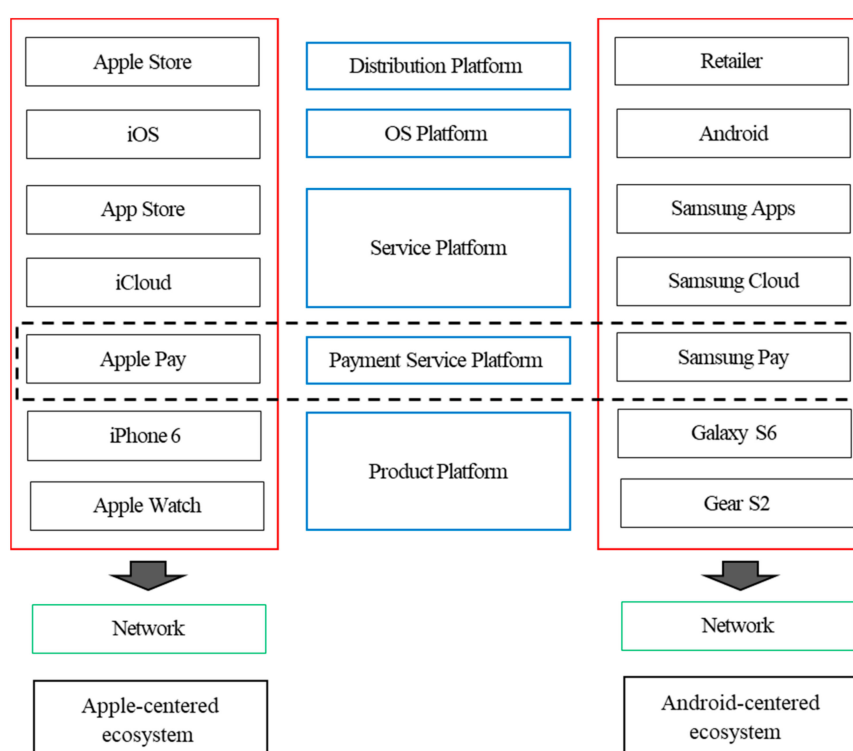 Apple Store
Distribution Platform
Retailer
iOS
OS Platform
Android
App Store
Service Platform
Samsung Apps
iCloud
Samsung Cloud
Apple Pay
Payment Service Platform
Samsung Pay
iPhone 6
Product Platform
Galaxy S6
Apple Watch
Gear S2
Network
Network
Apple-centered
ecosystem
Android-centered
ecosystem